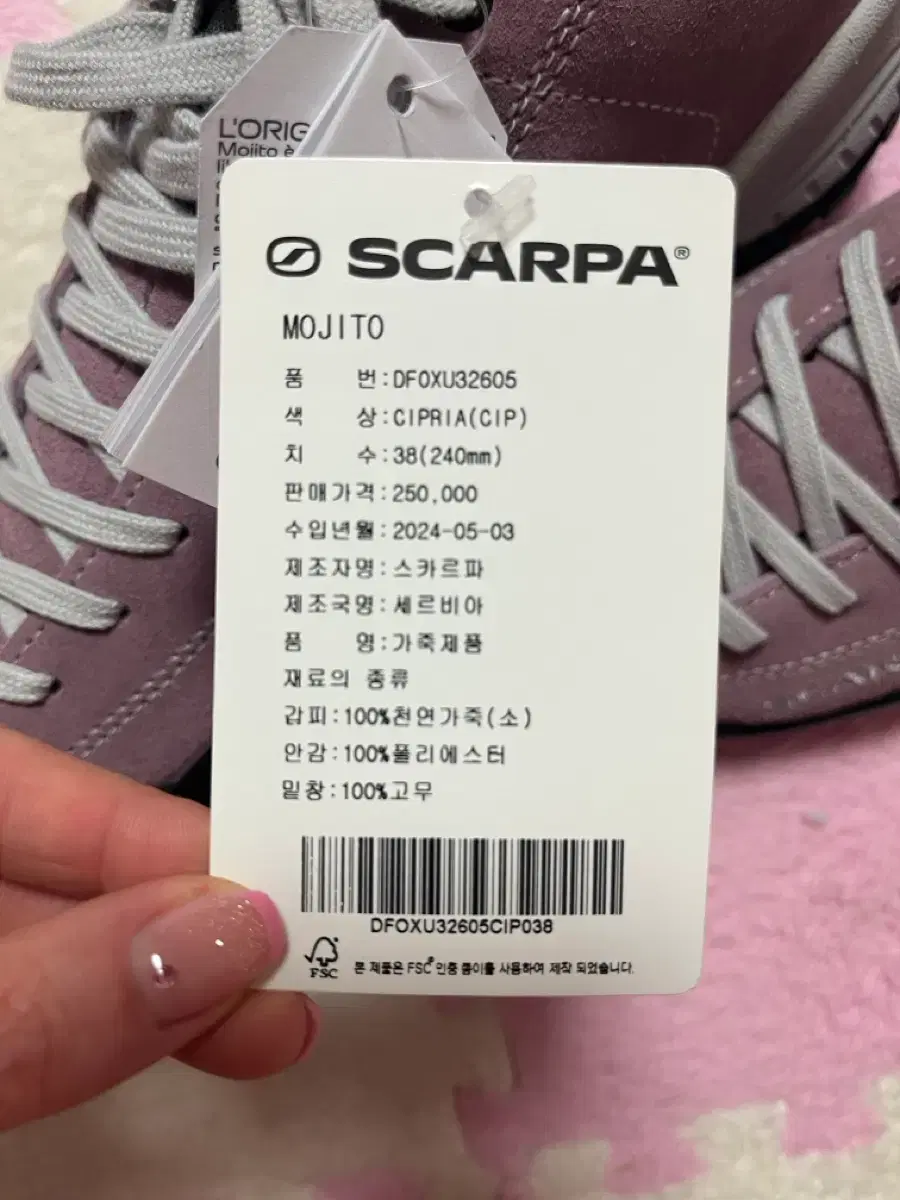 L'ORIG
Mojito è
SCARPA®
MOJITO
품 번:DFOXU32605
색 상:CIPRIA(CIP)
치 수:38(240mm)
판매가격:250,000
수입년월:2024-05-03
제조자명:스카르파
제조국명:세르비아
품 명:가죽제품
재료의 종류
갑피:100%천연가죽(소)
안감:100%폴리에스터
밑창:100%고무
DFOXU32605CIP038
FSC
본 제품은 FSC® 인증 종이를 사용하여 제작 되었습니다.